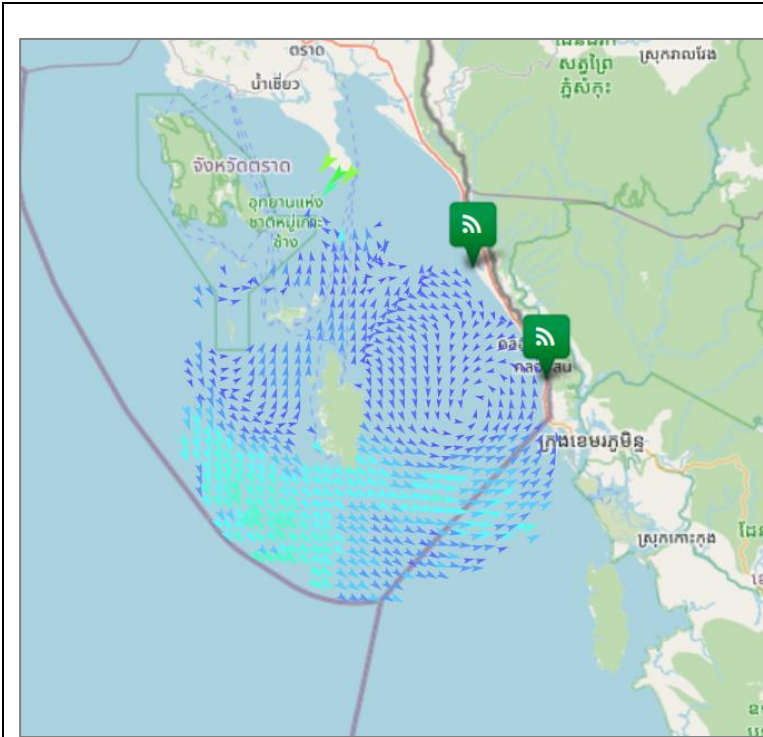 ตราด
น้ำเชี่ยว
ស្រុកវាលវែង
សត្វព្រៃ
ភ្នំសំកុះ
จังหวัดตราด
อุทยานแห่ง
ชาติหมู่เกาะ
ช้าง
ក្រុងខេមរភូមិន្ទ
ស្រុកកោះកុង